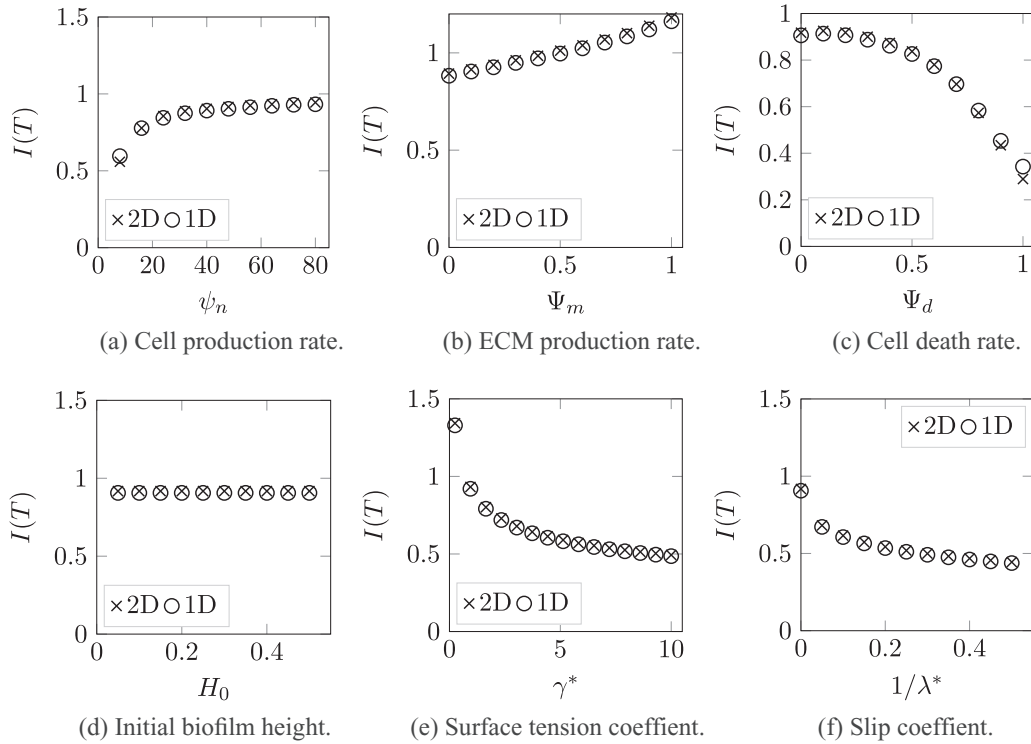 1.5
1
0.5
0
I(T)
×2D○1D
0 20 40 60 80
ψn
(a) Cell production rate.
1
0.5
0
I(T)
×2D○1D
0 0.5 1
Ψm
(b) ECM production rate.
1
0.8
0.6
0.4
0.2
0
I(T)
×2D○1D
0 0.5 1
Ψd
(c) Cell death rate.
1.5
1
0.5
0
I(T)
×2D○1D
0 0.2 0.4
H0
(d) Initial biofilm height.
1.5
1
0.5
0
I(T)
×2D○1D
0 5 10
γ*
(e) Surface tension coeffient.
1.5
1
0.5
0
I(T)
×2D○1D
0 0.2 0.4
1/λ*
(f) Slip coeffient.